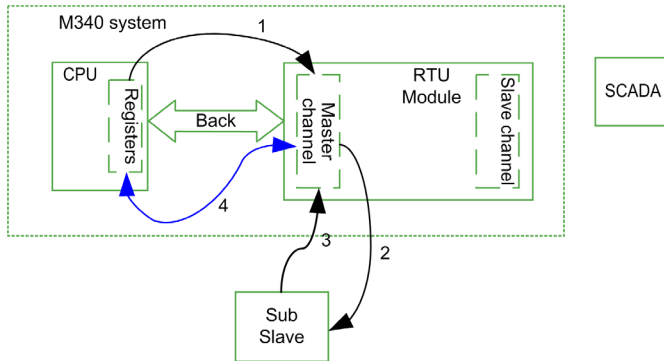 M340 system
1
CPU
Registers
Back
Master
channel
RTU
Module
Slave channel
SCADA
4
3
2
Sub
Slave